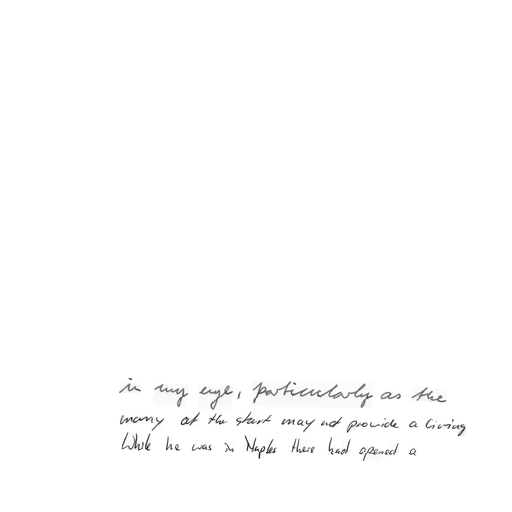 in my eye, particularly as the
many at the start may not provide a living
While he was in Naples there had opened a